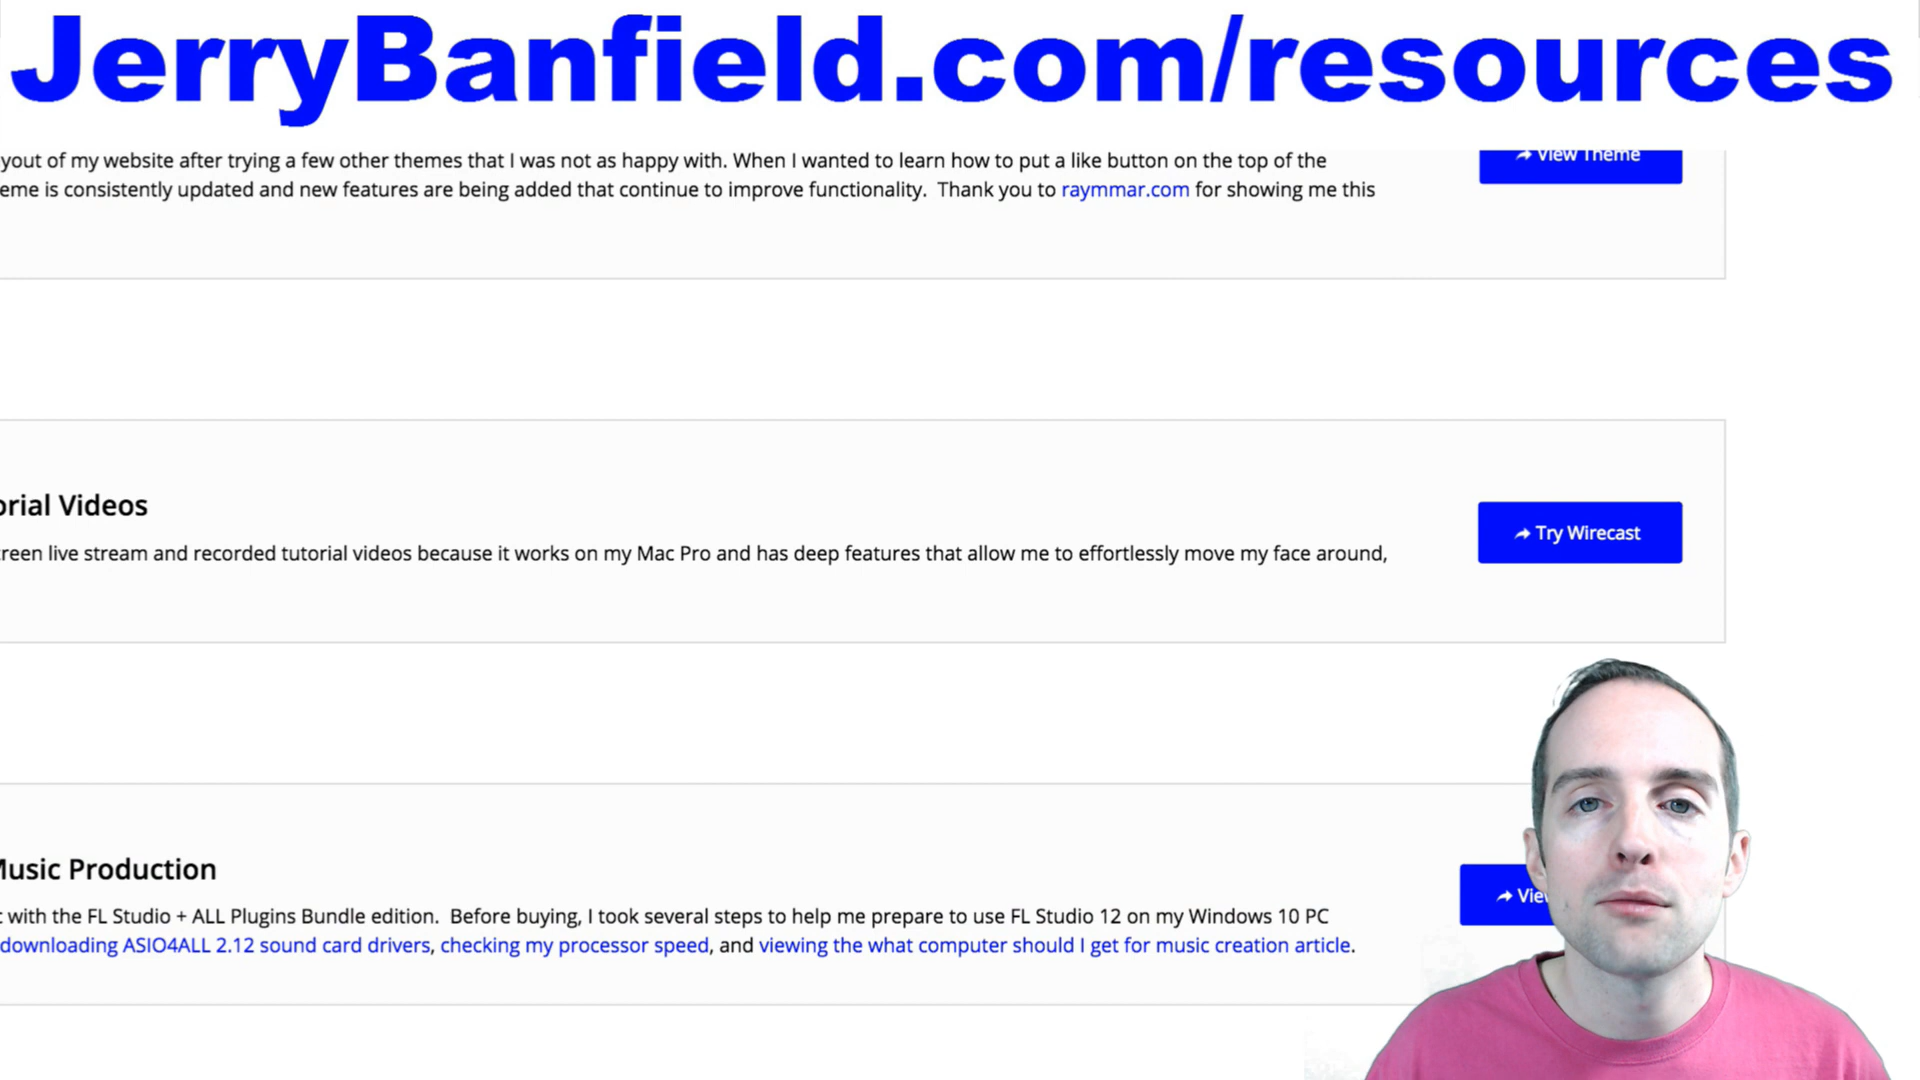 JerryBanfield.com/resources
yout of my website after trying a few other themes that I was not as happy with. When I wanted to learn how to put a like button on the top of the
View Theme
eme is consistently updated and new features are being added that continue to improve functionality. Thank you to raymmar.com for showing me this
orial Videos
Try Wirecast
reen live stream and recorded tutorial videos because it works on my Mac Pro and has deep features that allow me to effortlessly move my face around,
Music Production
Vie
t with the FL Studio + ALL Plugins Bundle edition. Before buying, I took several steps to help me prepare to use FL Studio 12 on my Windows 10 PC
downloading ASIO4ALL 2.12 sound card drivers, checking my processor speed, and viewing the what computer should I get for music creation article.